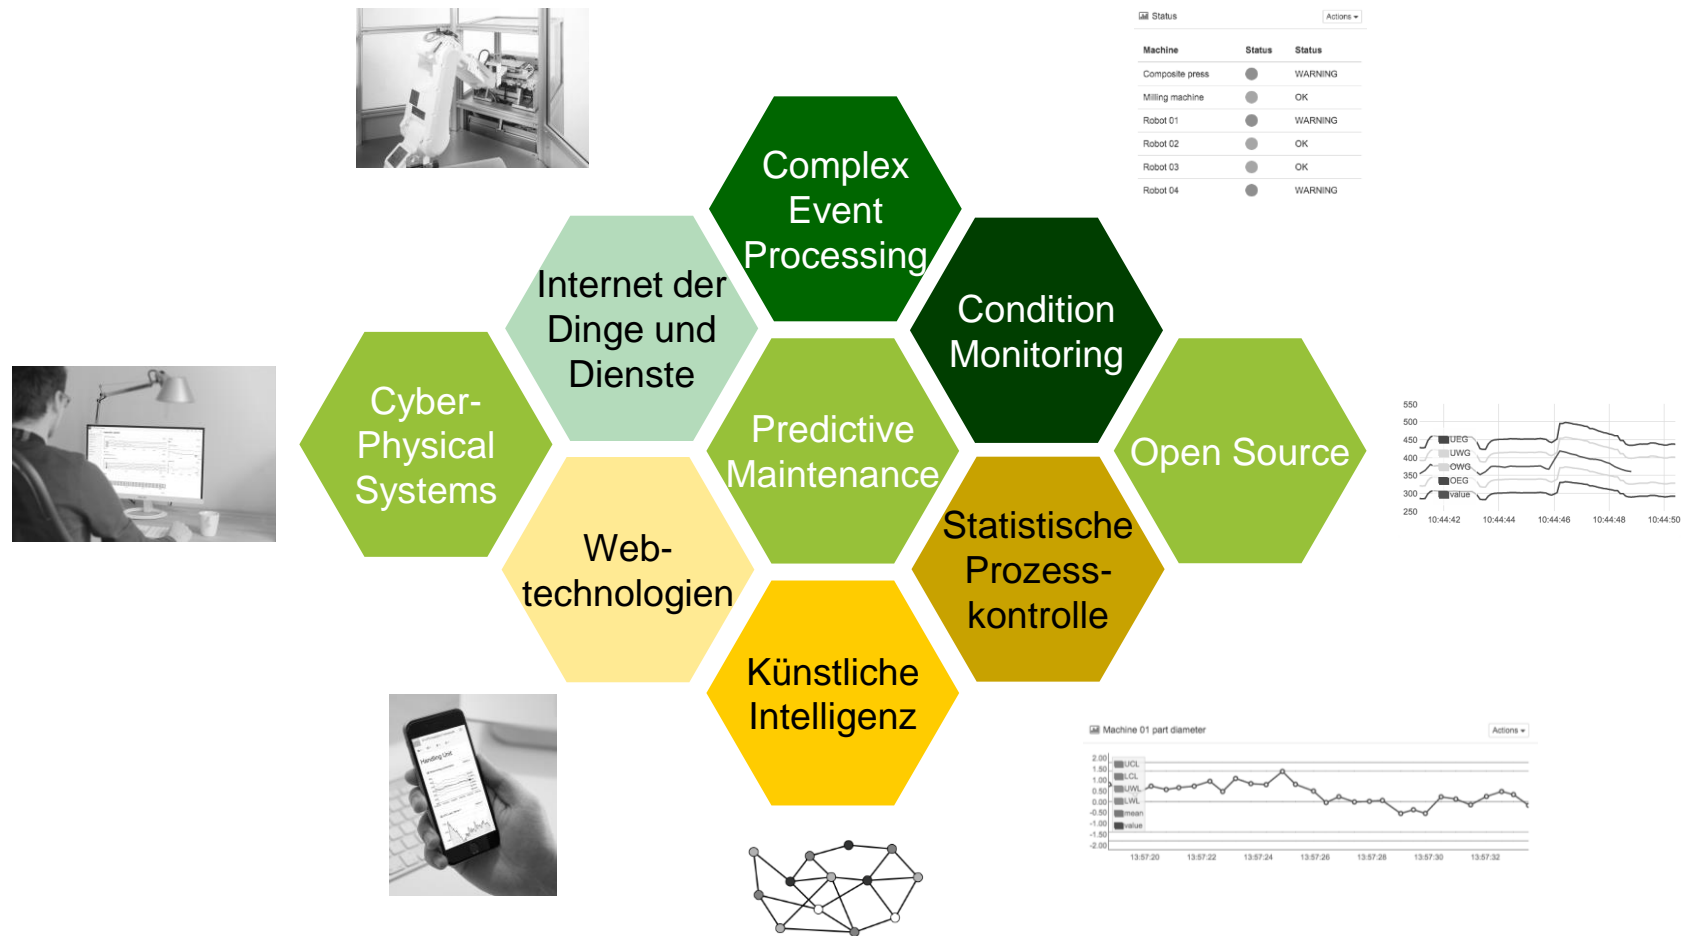 Status
Actions
Machine Status Status
Composite press WARNING
Milling machine OK
Robot 01 WARNING
Robot 02 OK
Robot 03 OK
Robot 04 WARNING
Complex
Event
Processing
Internet der
Dinge und
Dienste
Condition
Monitoring
Cyber-
Physical
Systems
Predictive
Maintenance
Open Source
Web-
technologien
Statistische
Prozess-
kontrolle
Künstliche
Intelligenz
550
500
450
400
350
300
250
UEG
UWG
OWG
OEG
value
10:44:42 10:44:44 10:44:46 10:44:48 10:44:50
Handling Unit
Machine 01 part diameter
Actions
2.00
1.50
1.00
0.50
0.00
-1.00
-1.50
-2.00
UCL
LCL
UWL
LWL
mean
value
13:57:20 13:57:22 13:57:24 13:57:26 13:57:28 13:57:30 13:57:32